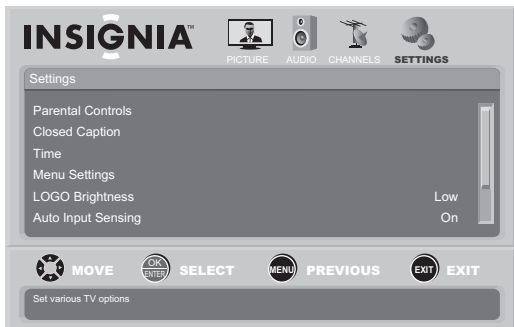 INSIGNIA™
PICTURE AUDIO CHANNELS SETTINGS
Settings
Parental Controls
Closed Caption
Time
Menu Settings
LOGO Brightness Low
Auto Input Sensing On
MOVE OK ENTER SELECT MENU PREVIOUS EXIT EXIT
Set various TV options